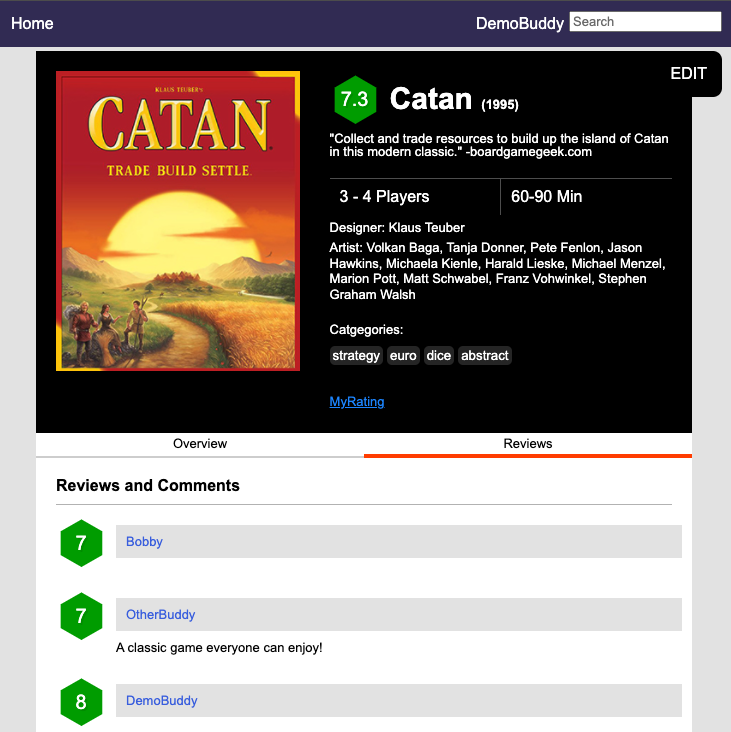 Home
DemoBuddy Search
EDIT
KLAUS TEUBER'S
CATAN
TRADE BUILD SETTLE
7.3 Catan (1995)
"Collect and trade resources to build up the island of Catan
in this modern classic." -boardgamegeek.com
3 - 4 Players
60-90 Min
Designer: Klaus Teuber
Artist: Volkan Baga, Tanja Donner, Pete Fenlon, Jason
Hawkins, Michaela Kienle, Harald Lieske, Michael Menzel,
Marion Pott, Matt Schwabel, Franz Vohwinkel, Stephen
Graham Walsh
Catgegories:
strategy euro dice abstract
MyRating
Overview
Reviews
Reviews and Comments
7 Bobby
7 OtherBuddy
A classic game everyone can enjoy!
8 DemoBuddy